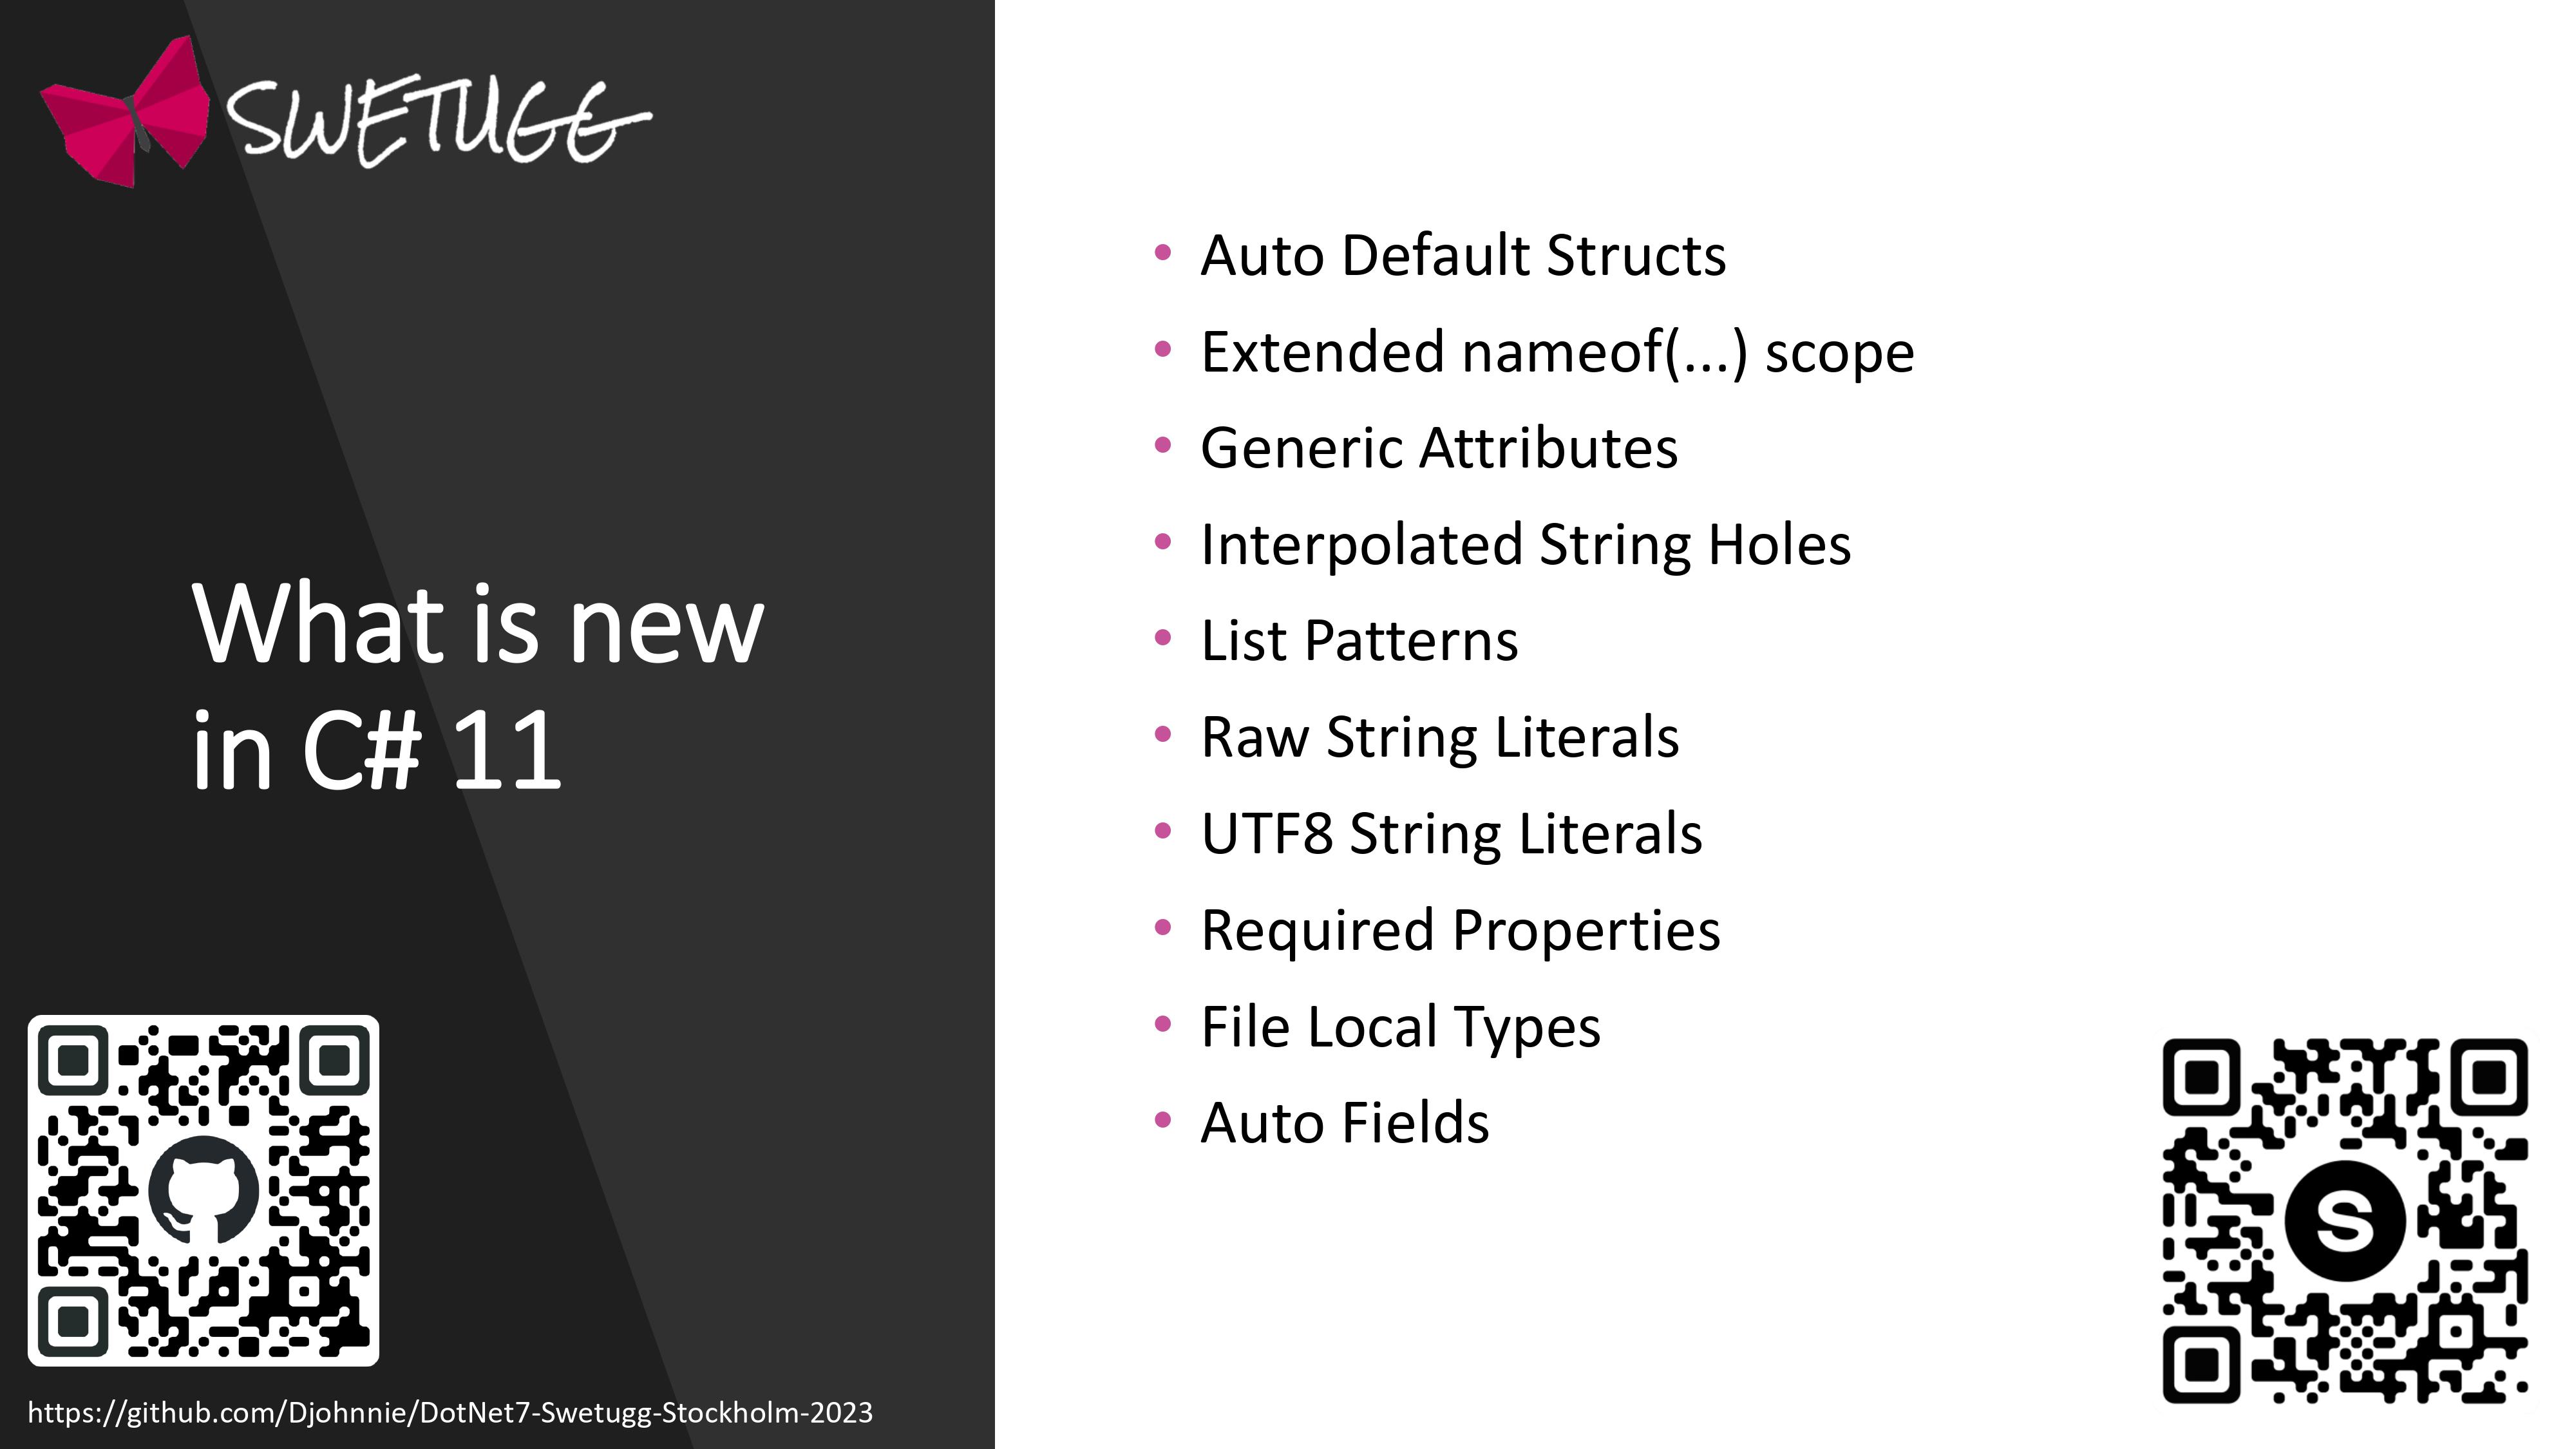 SWETUGG
What is new
in C# 11
https://github.com/Djohnnie/DotNet7-Swetugg-Stockholm-2023
• Auto Default Structs
• Extended nameof(...) scope
• Generic Attributes
• Interpolated String Holes
• List Patterns
• Raw String Literals
• UTF8 String Literals
• Required Properties
• File Local Types
• Auto Fields
S